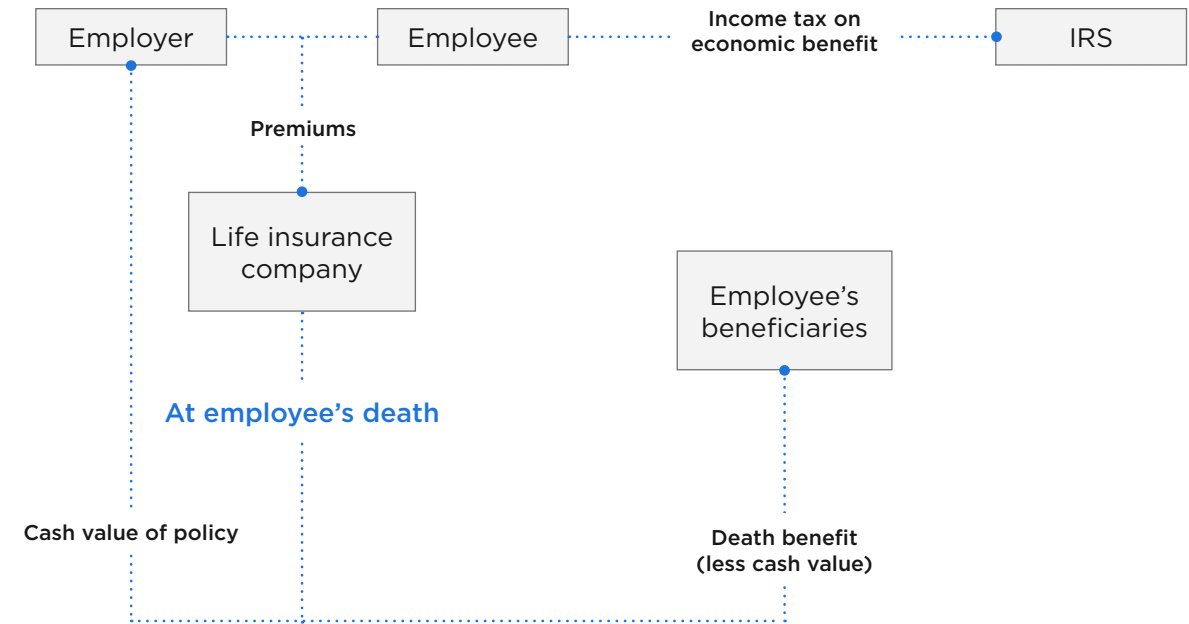 Employer
Employee
Income tax on
economic benefit
IRS
Premiums
Life insurance
company
Employee’s
beneficiaries
At employee’s death
Cash value of policy
Death benefit
(less cash value)